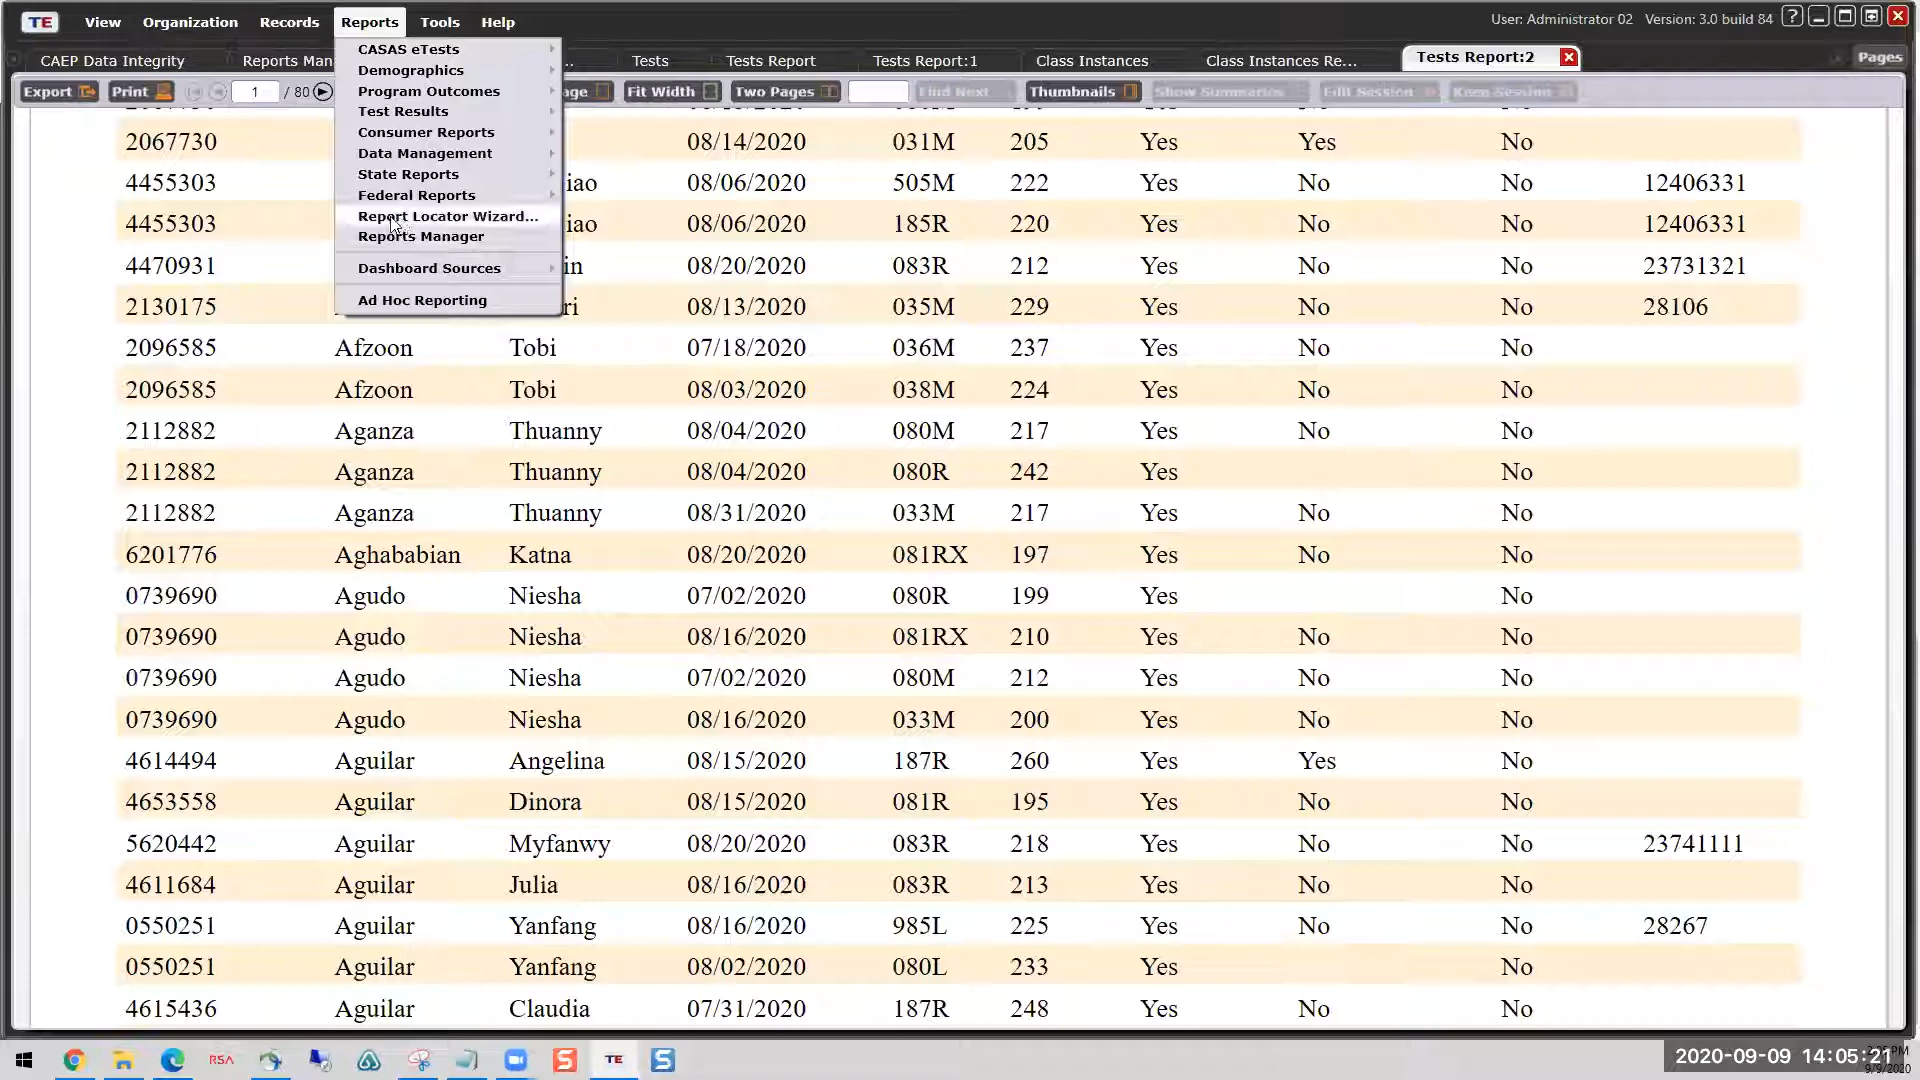 TE View Organization Records Reports Tools Help User: Administrator 02 Version: 3.0 build 84
CASAS eTests
Demographics
Program Outcomes
Test Results
Consumer Reports
Data Management
State Reports
Federal Reports
Report Locator Wizard...
Reports Manager
Dashboard Sources
Ad Hoc Reporting
CAEP Data Integrity Reports Man ... Tests Tests Report Tests Report:1 Class Instances Class Instances Re... Tests Report:2 Pages
Export Print 1 / 80 age Fit Width Two Pages Find Next Thumbnails Show Summaries Edit Session Keep Session
2067730 08/14/2020 031M 205 Yes Yes No
4455303 iao 08/06/2020 505M 222 Yes No No 12406331
4455303 iao 08/06/2020 185R 220 Yes No No 12406331
4470931 in 08/20/2020 083R 212 Yes No No 23731321
2130175 ri 08/13/2020 035M 229 Yes No No 28106
2096585 Afzoon Tobi 07/18/2020 036M 237 Yes No No
2096585 Afzoon Tobi 08/03/2020 038M 224 Yes No No
2112882 Aganza Thuanny 08/04/2020 080M 217 Yes No No
2112882 Aganza Thuanny 08/04/2020 080R 242 Yes No
2112882 Aganza Thuanny 08/31/2020 033M 217 Yes No No
6201776 Aghababian Katna 08/20/2020 081RX 197 Yes No No
0739690 Agudo Niesha 07/02/2020 080R 199 Yes No
0739690 Agudo Niesha 08/16/2020 081RX 210 Yes No No
0739690 Agudo Niesha 07/02/2020 080M 212 Yes No No
0739690 Agudo Niesha 08/16/2020 033M 200 Yes No No
4614494 Aguilar Angelina 08/15/2020 187R 260 Yes Yes No
4653558 Aguilar Dinora 08/15/2020 081R 195 Yes No No
5620442 Aguilar Myfanwy 08/20/2020 083R 218 Yes No No 23741111
4611684 Aguilar Julia 08/16/2020 083R 213 Yes No No
0550251 Aguilar Yanfang 08/16/2020 985L 225 Yes No No 28267
0550251 Aguilar Yanfang 08/02/2020 080L 233 Yes No
4615436 Aguilar Claudia 07/31/2020 187R 248 Yes No No
RSA S TE S 2020-09-09 14:05:21
9/9/2020